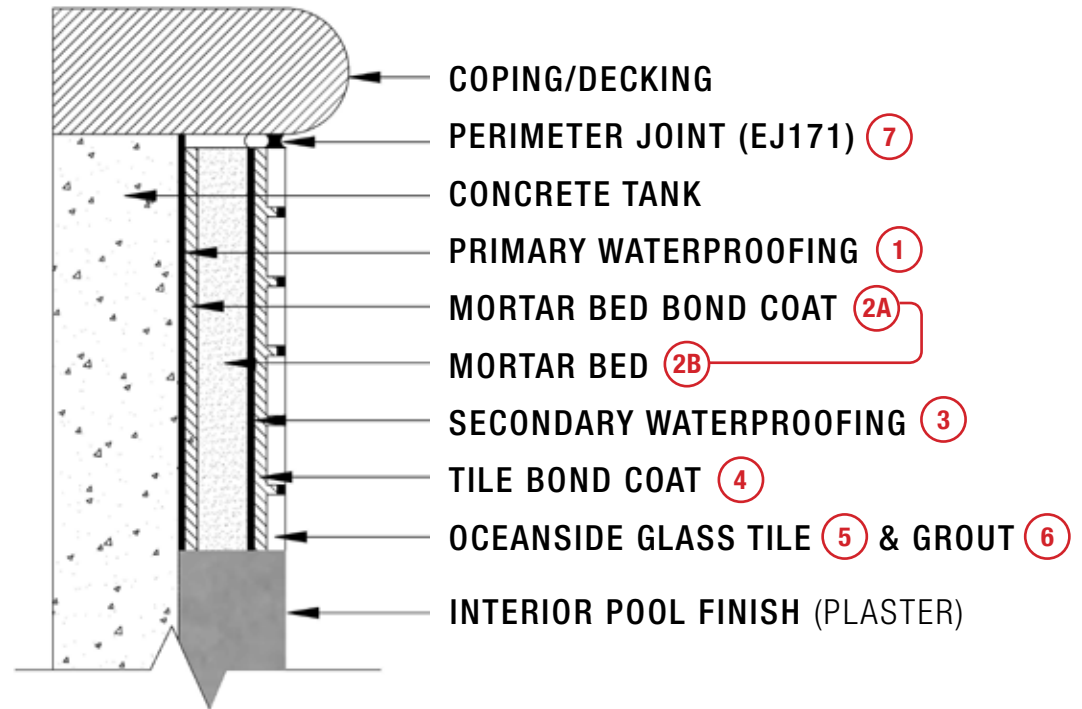 COPING/DECKING
PERIMETER JOINT (EJ171) 7
CONCRETE TANK
PRIMARY WATERPROOFING 1
MORTAR BED BOND COAT 2A
MORTAR BED 2B
SECONDARY WATERPROOFING 3
TILE BOND COAT 4
OCEANSIDE GLASS TILE 5 & GROUT 6
INTERIOR POOL FINISH (PLASTER)